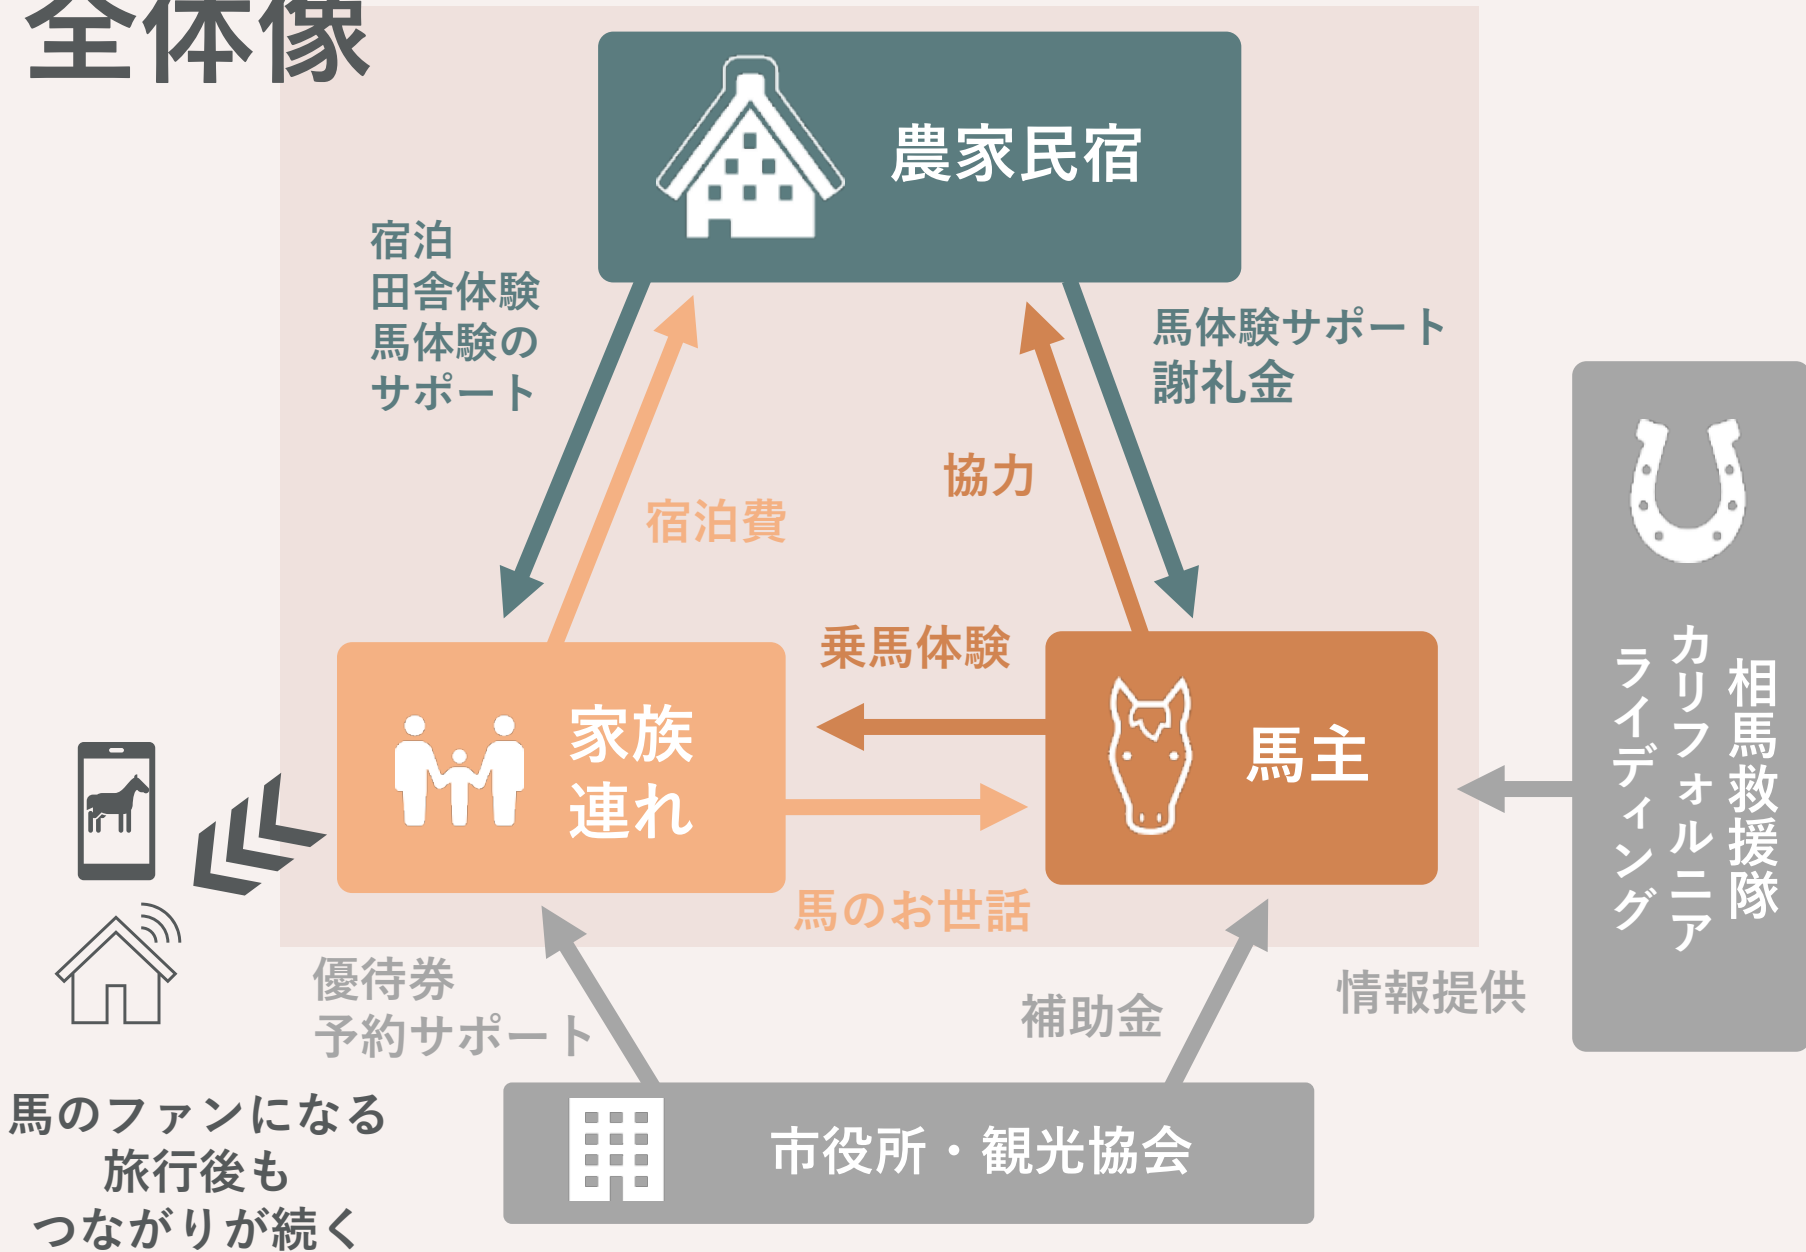 全体像
農家民宿
宿泊
田舎体験
馬体験の
サポート
馬体験サポート
謝礼金
協力
宿泊費
乗馬体験
家族
連れ
馬主
馬のお世話
相馬救援隊
カリフォルニア
ライディング
優待券
予約サポート
補助金
情報提供
市役所・観光協会
馬のファンになる
旅行後も
つながりが続く